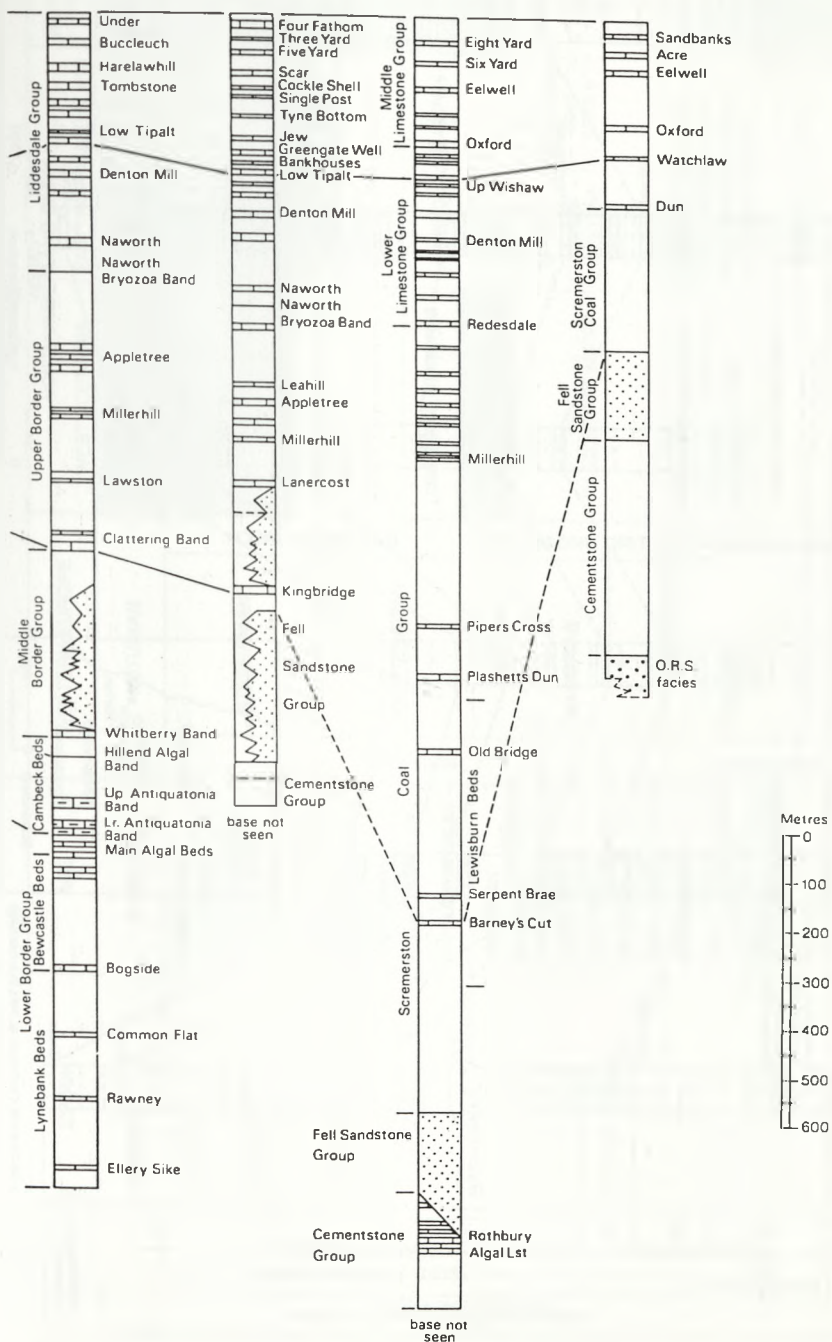 Liddesdale Group
Upper Border Group
Middle
Border Group
Lower Border Group
Cambeck Beds
Bewcastle Beds
Lynebank Beds
Under
Buccleuch
Harelawhill
Tombstone
Low Tipalt
Denton Mill
Naworth
Naworth
Bryozoa Band
Appletree
Millerhill
Lawston
Clattering Band
Whitberry Band
Hillend Algal
Band
Up Antiquatonia
Band
Lr. Antiquatonia
Band
Main Algal Beds
Bogside
Common Flat
Rawney
Ellery Sike
Four Fathom
Three Yard
Five Yard
Scar
Cockle Shell
Single Post
Tyne Bottom
Jew
Greengate Well
Bankhouses
Low Tipalt
Denton Mill
Naworth
Naworth
Bryozoa Band
Leahill
Appletree
Millerhill
Lanercost
Kingbridge
Fell
Sandstone
Group
Cementstone
Group
base not
seen
Middle
Limestone Group
Lower
Limestone Group
Group
Coal
Scremerston
Fell Sandstone
Group
Cementstone
Group
Eight Yard
Six Yard
Eelwell
Oxford
Up Wishaw
Denton Mill
Redesdale
Millerhill
Pipers Cross
Plashetts Dun
Old Bridge
Lewisburn Beds
Serpent Brae
Barney's Cut
Rothbury
Algal Lst
base not
seen
Scremerston
Coal Group
Fell
Sandstone
Group
Cementstone Group
Sandbanks
Acre
Eelwell
Oxford
Watchlaw
Dun
O.R.S.
facies
Metres
0
100
200
300
400
500
600